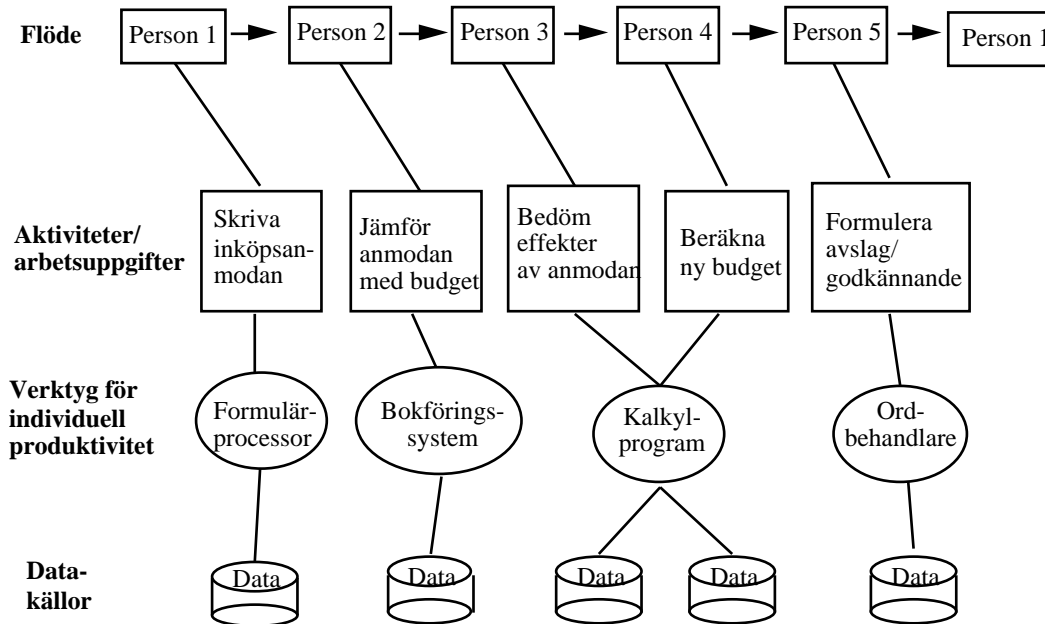 Flöde
Person 1
Person 2
Person 3
Person 4
Person 5
Person 1
Aktiviteter/
arbetsuppgifter
Skriva
inköpsan-
modan
Jämför
anmodan
med budget
Bedöm
effekter
av anmodan
Beräkna
ny budget
Formulera
avslag/
godkännande
Verktyg för
individuell
produktivitet
Formulär-
processor
Bokförings-
system
Kalkyl-
program
Ord-
behandlare
Data-
källor
Data
Data
Data
Data
Data